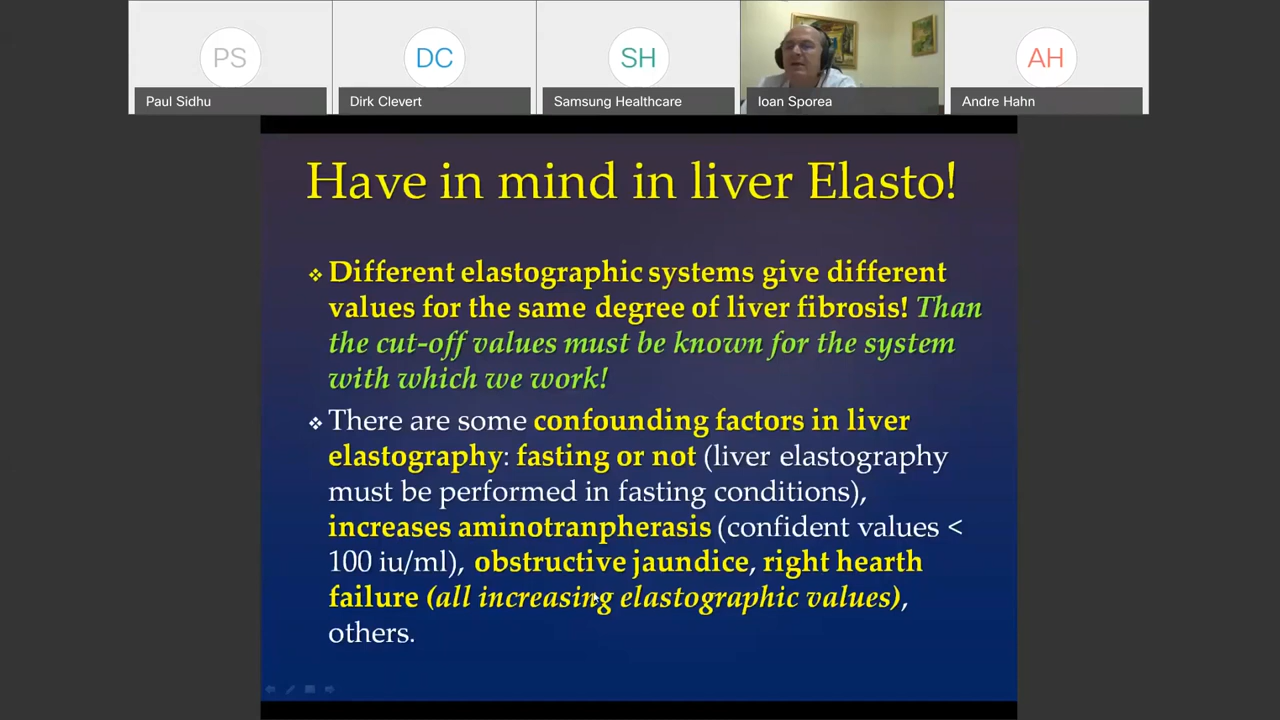 PS
DC
SH
AH
Paul Sidhu
Dirk Clevert
Samsung Healthcare
Ioan Sporea
Andre Hahn
Have in mind in liver Elasto!
Different elastographic systems give different
values for the same degree of liver fibrosis! Than
the cut-off values must be known for the system
with which we work!
There are some confounding factors in liver
elastography: fasting or not (liver elastography
must be performed in fasting conditions),
increases aminotranpherasis (confident values <
100 iu/ml), obstructive jaundice, right hearth
failure (all increasing elastographic values),
others.